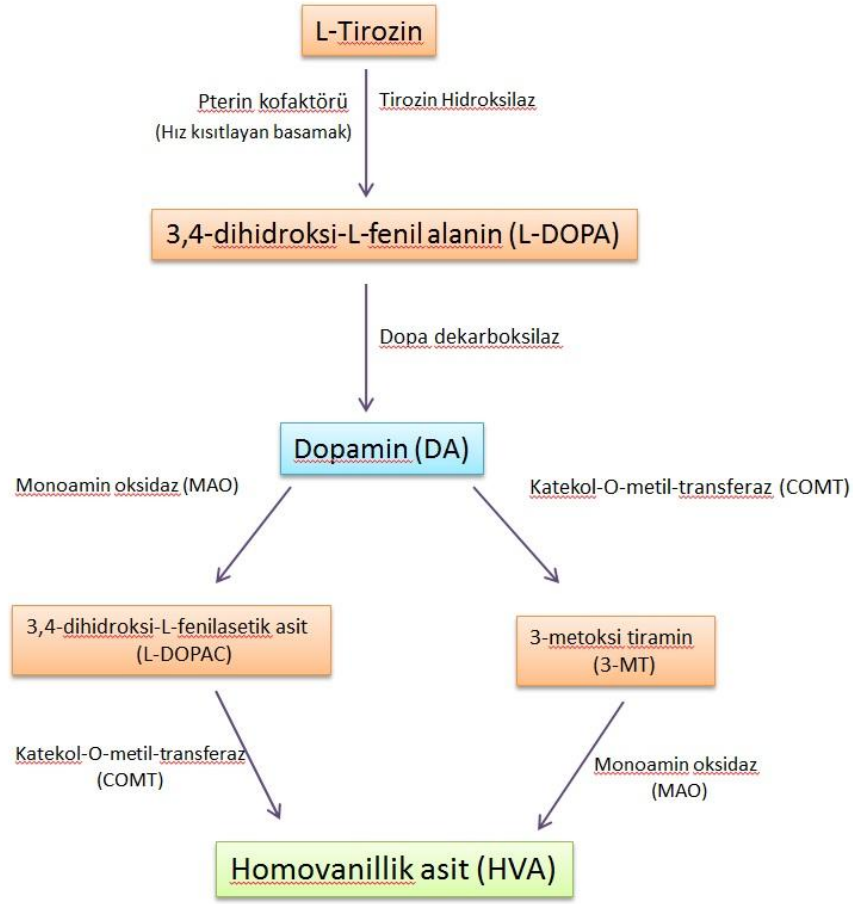 L-Tirozin
Pterin kofaktörü
(Hız kısıtlayan basamak)
Tirozin Hidroksilaz
3,4-dihidroksi-L-fenil alanin (L-DOPA)
Dopa dekarboksilaz
Dopamin (DA)
Monoamin oksidaz (MAO)
Katekol-O-metil-transferaz (COMT)
3,4-dihidroksi-L-fenilasetik asit
(L-DOPAC)
3-metoksi tiramin
(3-MT)
Katekol-O-metil-transferaz
(COMT)
Monoamin oksidaz
(MAO)
Homovanillik asit (HVA)